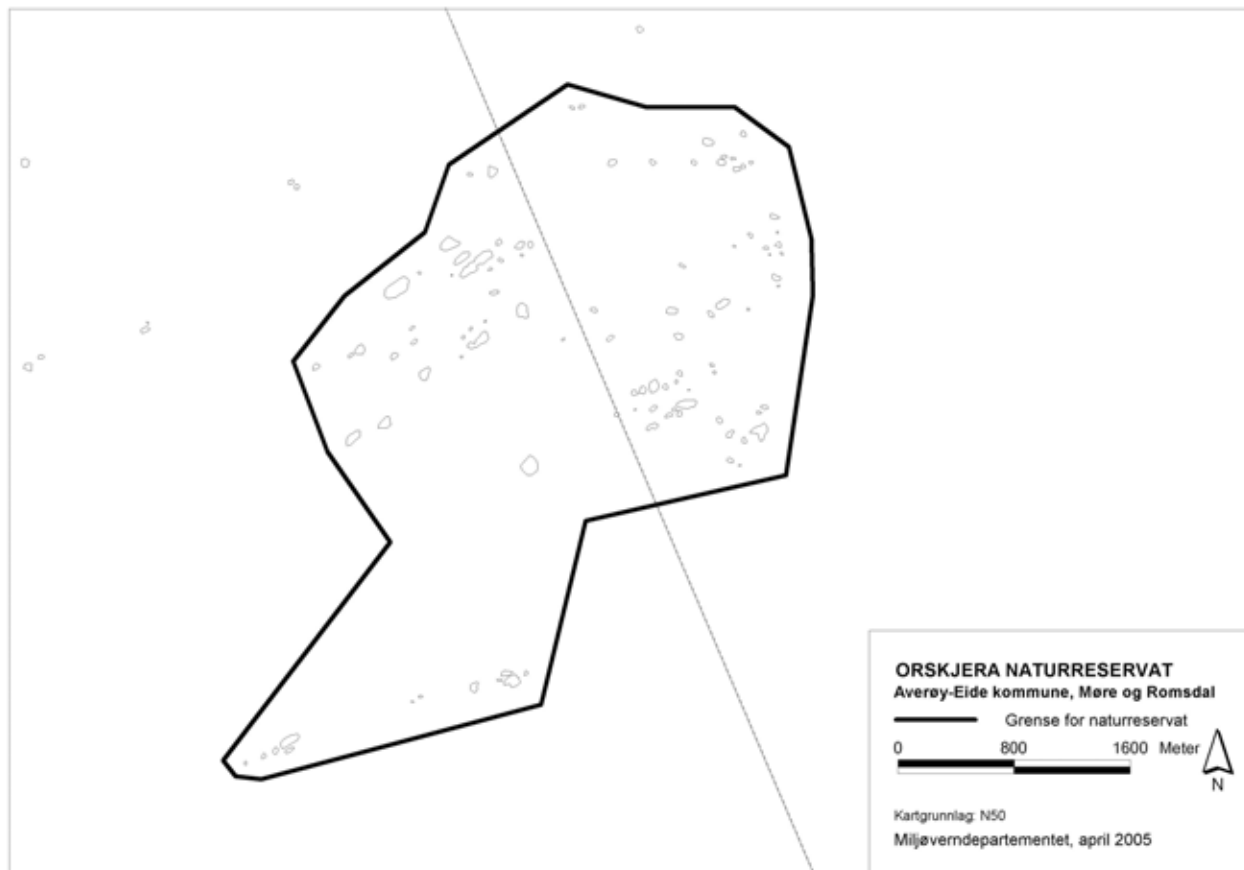 ORSKJERA NATURRESERVAT
Averøy-Eide kommune, Møre og Romsdal
Grense for naturreservat
0 800 1600 Meter
N
Kartgrunnlag: N50
Miljøverndepartementet, april 2005